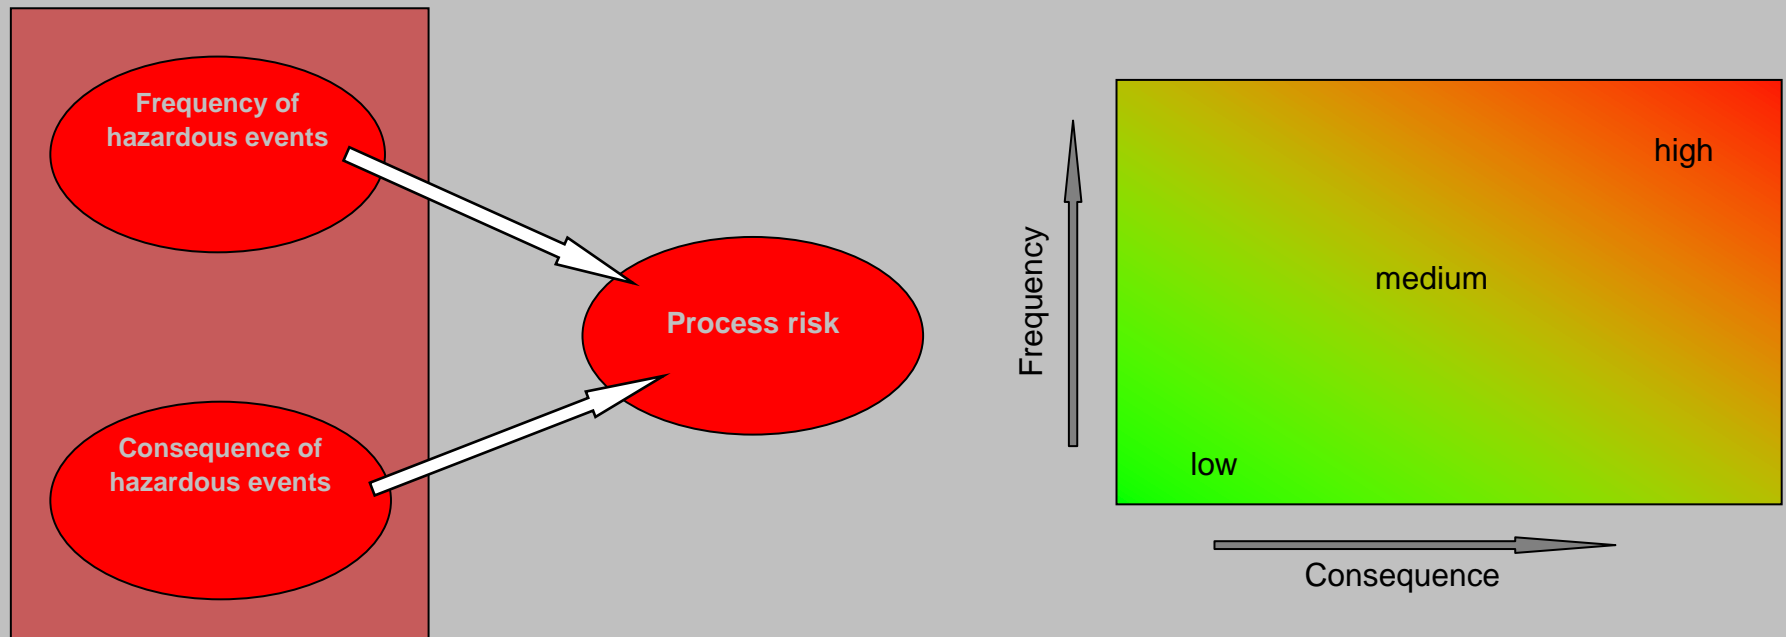 Frequency of
hazardous events
Consequence of
hazardous events
Process risk
Frequency
high
medium
low
Consequence